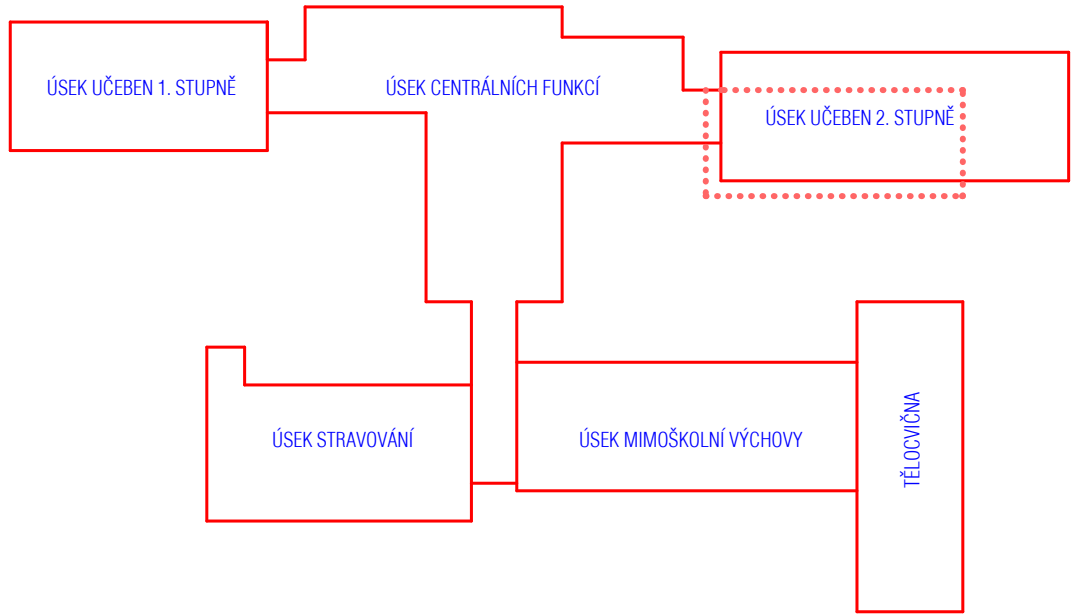 ÚSEK UČEBEN 1. STUPNĚ
ÚSEK CENTRÁLNÍCH FUNKCÍ
ÚSEK UČEBEN 2. STUPNĚ
ÚSEK STRAVOVÁNÍ
ÚSEK MIMOŠKOLNÍ VÝCHOVY
TĚLOCVIČNA